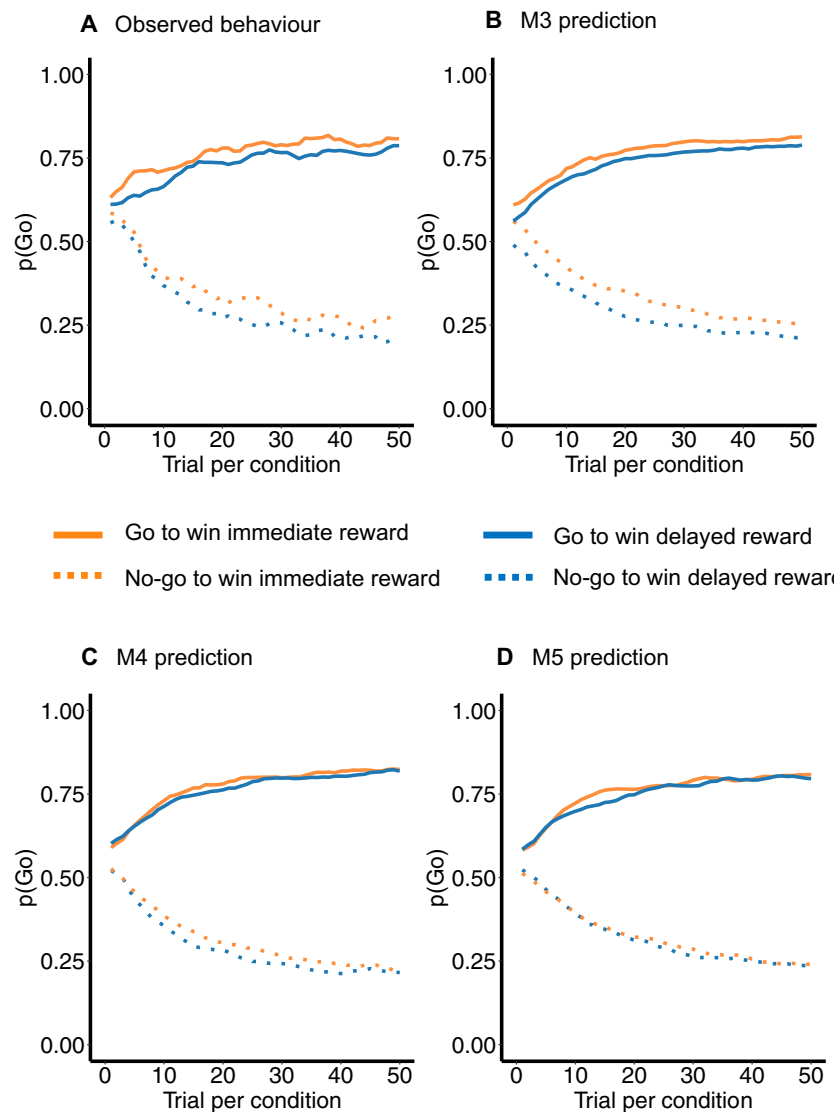 A Observed behaviour
B M3 prediction
1.00
0.75
0.50
0.25
0.00
p(Go)
0 10 20 30 40 50
Trial per condition
1.00
0.75
0.50
0.25
0.00
p(Go)
0 10 20 30 40 50
Trial per condition
Go to win immediate reward
Go to win delayed reward
No-go to win immediate reward
No-go to win delayed reward
C M4 prediction
D M5 prediction
1.00
0.75
0.50
0.25
0.00
p(Go)
0 10 20 30 40 50
Trial per condition
1.00
0.75
0.50
0.25
0.00
p(Go)
0 10 20 30 40 50
Trial per condition